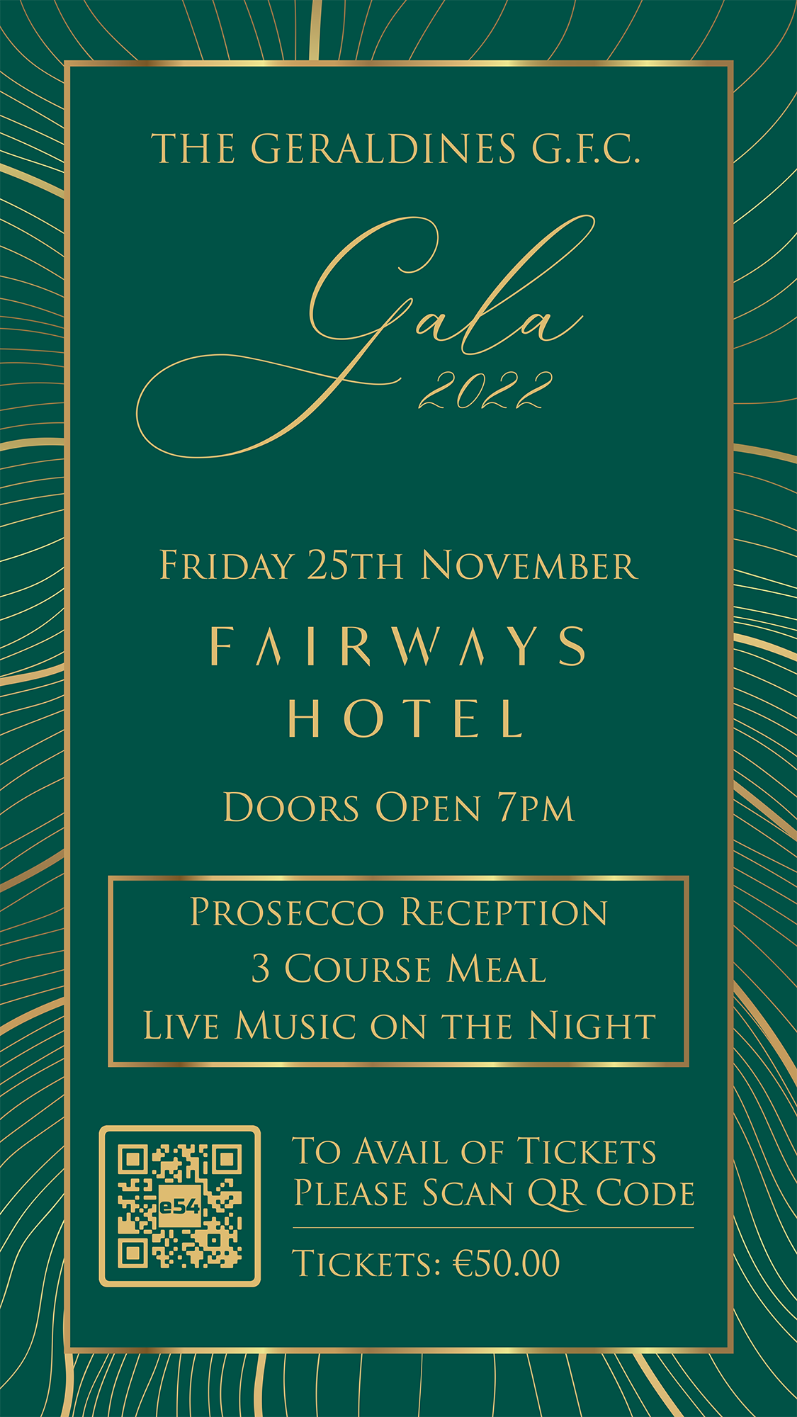 THE GERALDINES G.F.C.
Gala
2022
FRIDAY 25TH NOVEMBER
FAIRWAYS
HOTEL
DOORS OPEN 7PM
PROSECCO RECEPTION
3 COURSE MEAL
LIVE MUSIC ON THE NIGHT
e54
TO AVAIL OF TICKETS
PLEASE SCAN QR CODE
TICKETS: €50.00